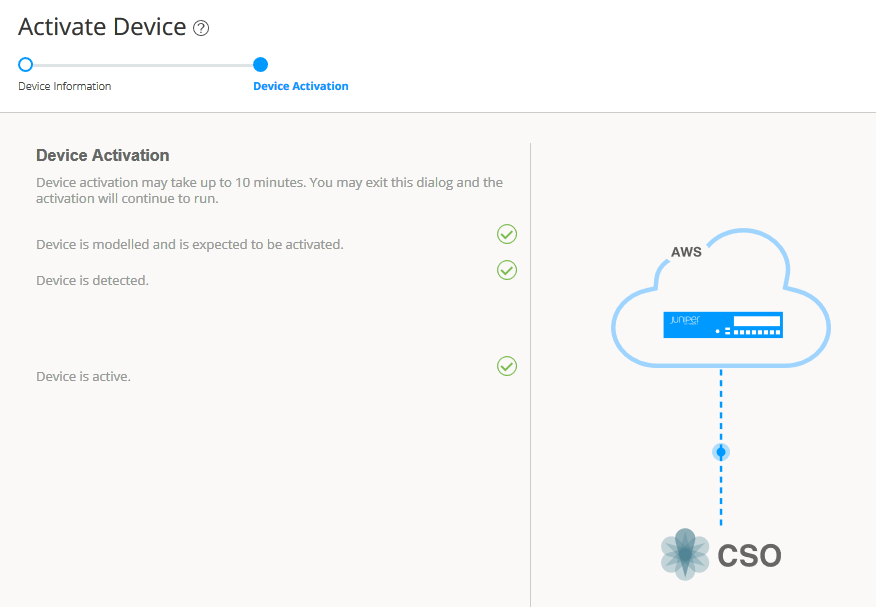 Activate Device ?
Device Information
Device Activation
Device Activation
Device activation may take up to 10 minutes. You may exit this dialog and the
activation will continue to run.
Device is modelled and is expected to be activated.
Device is detected.
Device is active.
AWS
JUNIPER
CSO